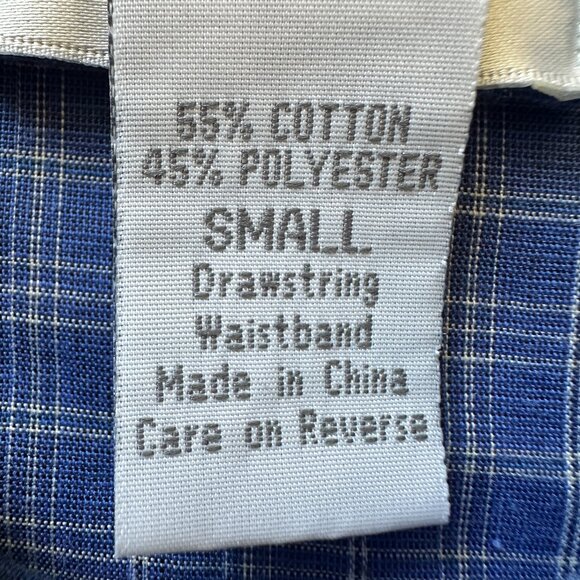 55% COTTON
45% POLYESTER
SMALL
Drawstring
Waistband
Made in China
Care on Reverse